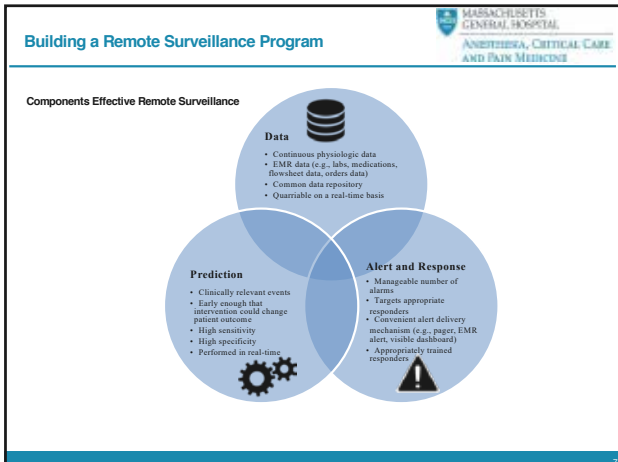 Building a Remote Surveillance Program
MASSACHUSETTS
GENERAL HOSPITAL
ANESTHESIA, CRITICAL CARE
AND PAIN MEDICINE
Components Effective Remote Surveillance
Data
• Continuous physiologic data
• EMR data (e.g., labs, medications,
flowsheet data, orders data)
• Common data repository
• Quarriable on a real-time basis
Prediction
• Clinically relevant events
• Early enough that
intervention could change
patient outcome
• High sensitivity
• High specificity
• Performed in real-time
Alert and Response
• Manageable number of
alarms
• Targets appropriate
responders
• Convenient alert delivery
mechanism (e.g., pager, EMR
alert, visible dashboard)
• Appropriately trained
responders